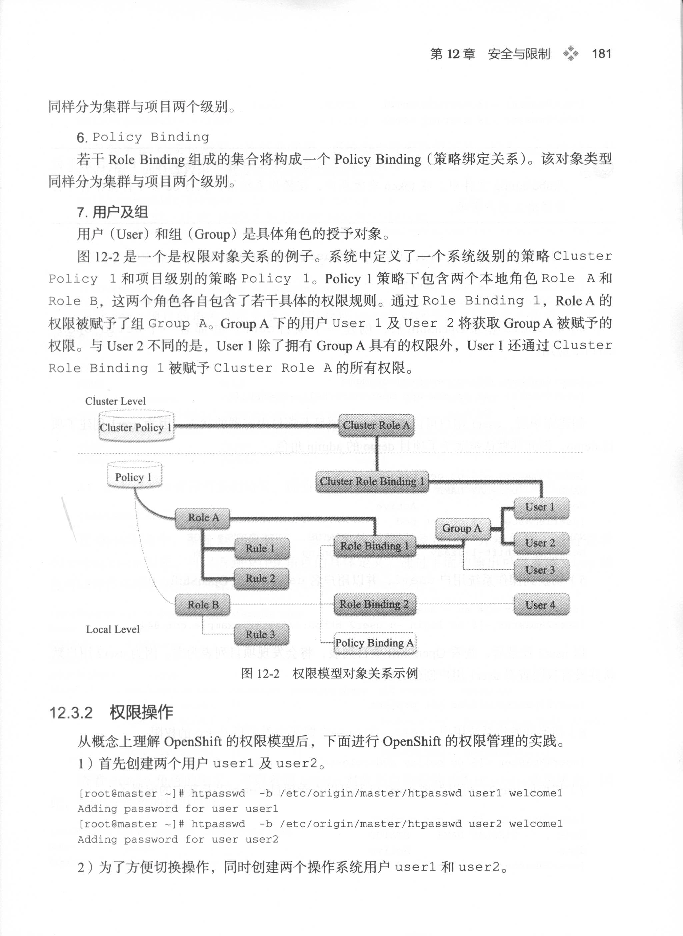 第 12 章 安全与限制 181
同样分为集群与项目两个级别。
6. Policy Binding
若干 Role Binding 组成的集合将构成一个 Policy Binding（策略绑定关系）。该对象类型
同样分为集群与项目两个级别。
7. 用户及组
用户（User）和组（Group）是具体角色的授予对象。
图 12-2 是一个是权限对象关系的例子。系统中定义了一个系统级别的策略 Cluster
Policy 1 和项目级别的策略 Policy 1。Policy 1 策略下包含两个本地角色 Role A 和
Role B，这两个角色各自包含了若干具体的权限规则。通过 Role Binding 1，Role A 的
权限被赋予了组 Group A。Group A 下的用户 User 1 及 User 2 将获取 Group A 被赋予的
权限。与 User 2 不同的是，User 1 除了拥有 Group A 具有的权限外，User 1 还通过 Cluster
Role Binding 1 被赋予 Cluster Role A 的所有权限。
Cluster Level
Cluster Policy 1
Cluster Role A
Policy 1
Cluster Role Binding 1
User 1
Role A
Group A
Rule 1
Role Binding 1
User 2
User 3
Rule 2
Role B
Role Binding 2
User 4
Local Level
Rule 3
Policy Binding A
图 12-2 权限模型对象关系示例
12.3.2 权限操作
从概念上理解 OpenShift 的权限模型后，下面进行 OpenShift 的权限管理的实践。
1）首先创建两个用户 user1 及 user2。
[root@master ~]# htpasswd -b /etc/origin/master/htpasswd user1 welcome1
Adding password for user user1
[root@master ~]# htpasswd -b /etc/origin/master/htpasswd user2 welcome1
Adding password for user user2
2）为了方便切换操作，同时创建两个操作系统用户 user1 和 user2。